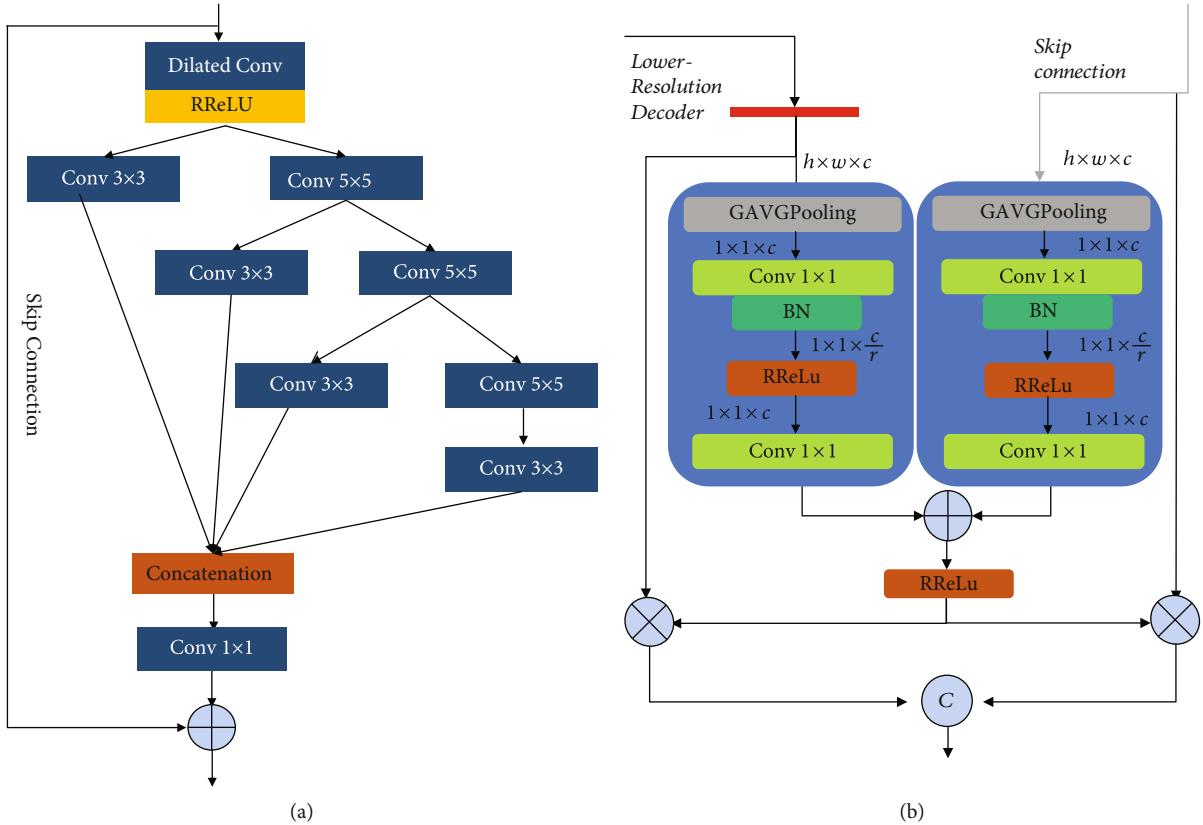 Dilated Conv
RReLU
Conv 3×3
Conv 5×5
Conv 3×3
Conv 5×5
Conv 3×3
Conv 5×5
Conv 3×3
Concatenation
Conv 1×1
Skip Connection
(a)
Lower-
Resolution
Decoder
Skip
connection
h×w×c
h×w×c
GAVGPooling
1×1×c
Conv 1×1
BN
1×1×c/r
RReLu
1×1×c
Conv 1×1
GAVGPooling
1×1×c
Conv 1×1
BN
1×1×c/r
RReLu
1×1×c
Conv 1×1
RReLu
C
(b)